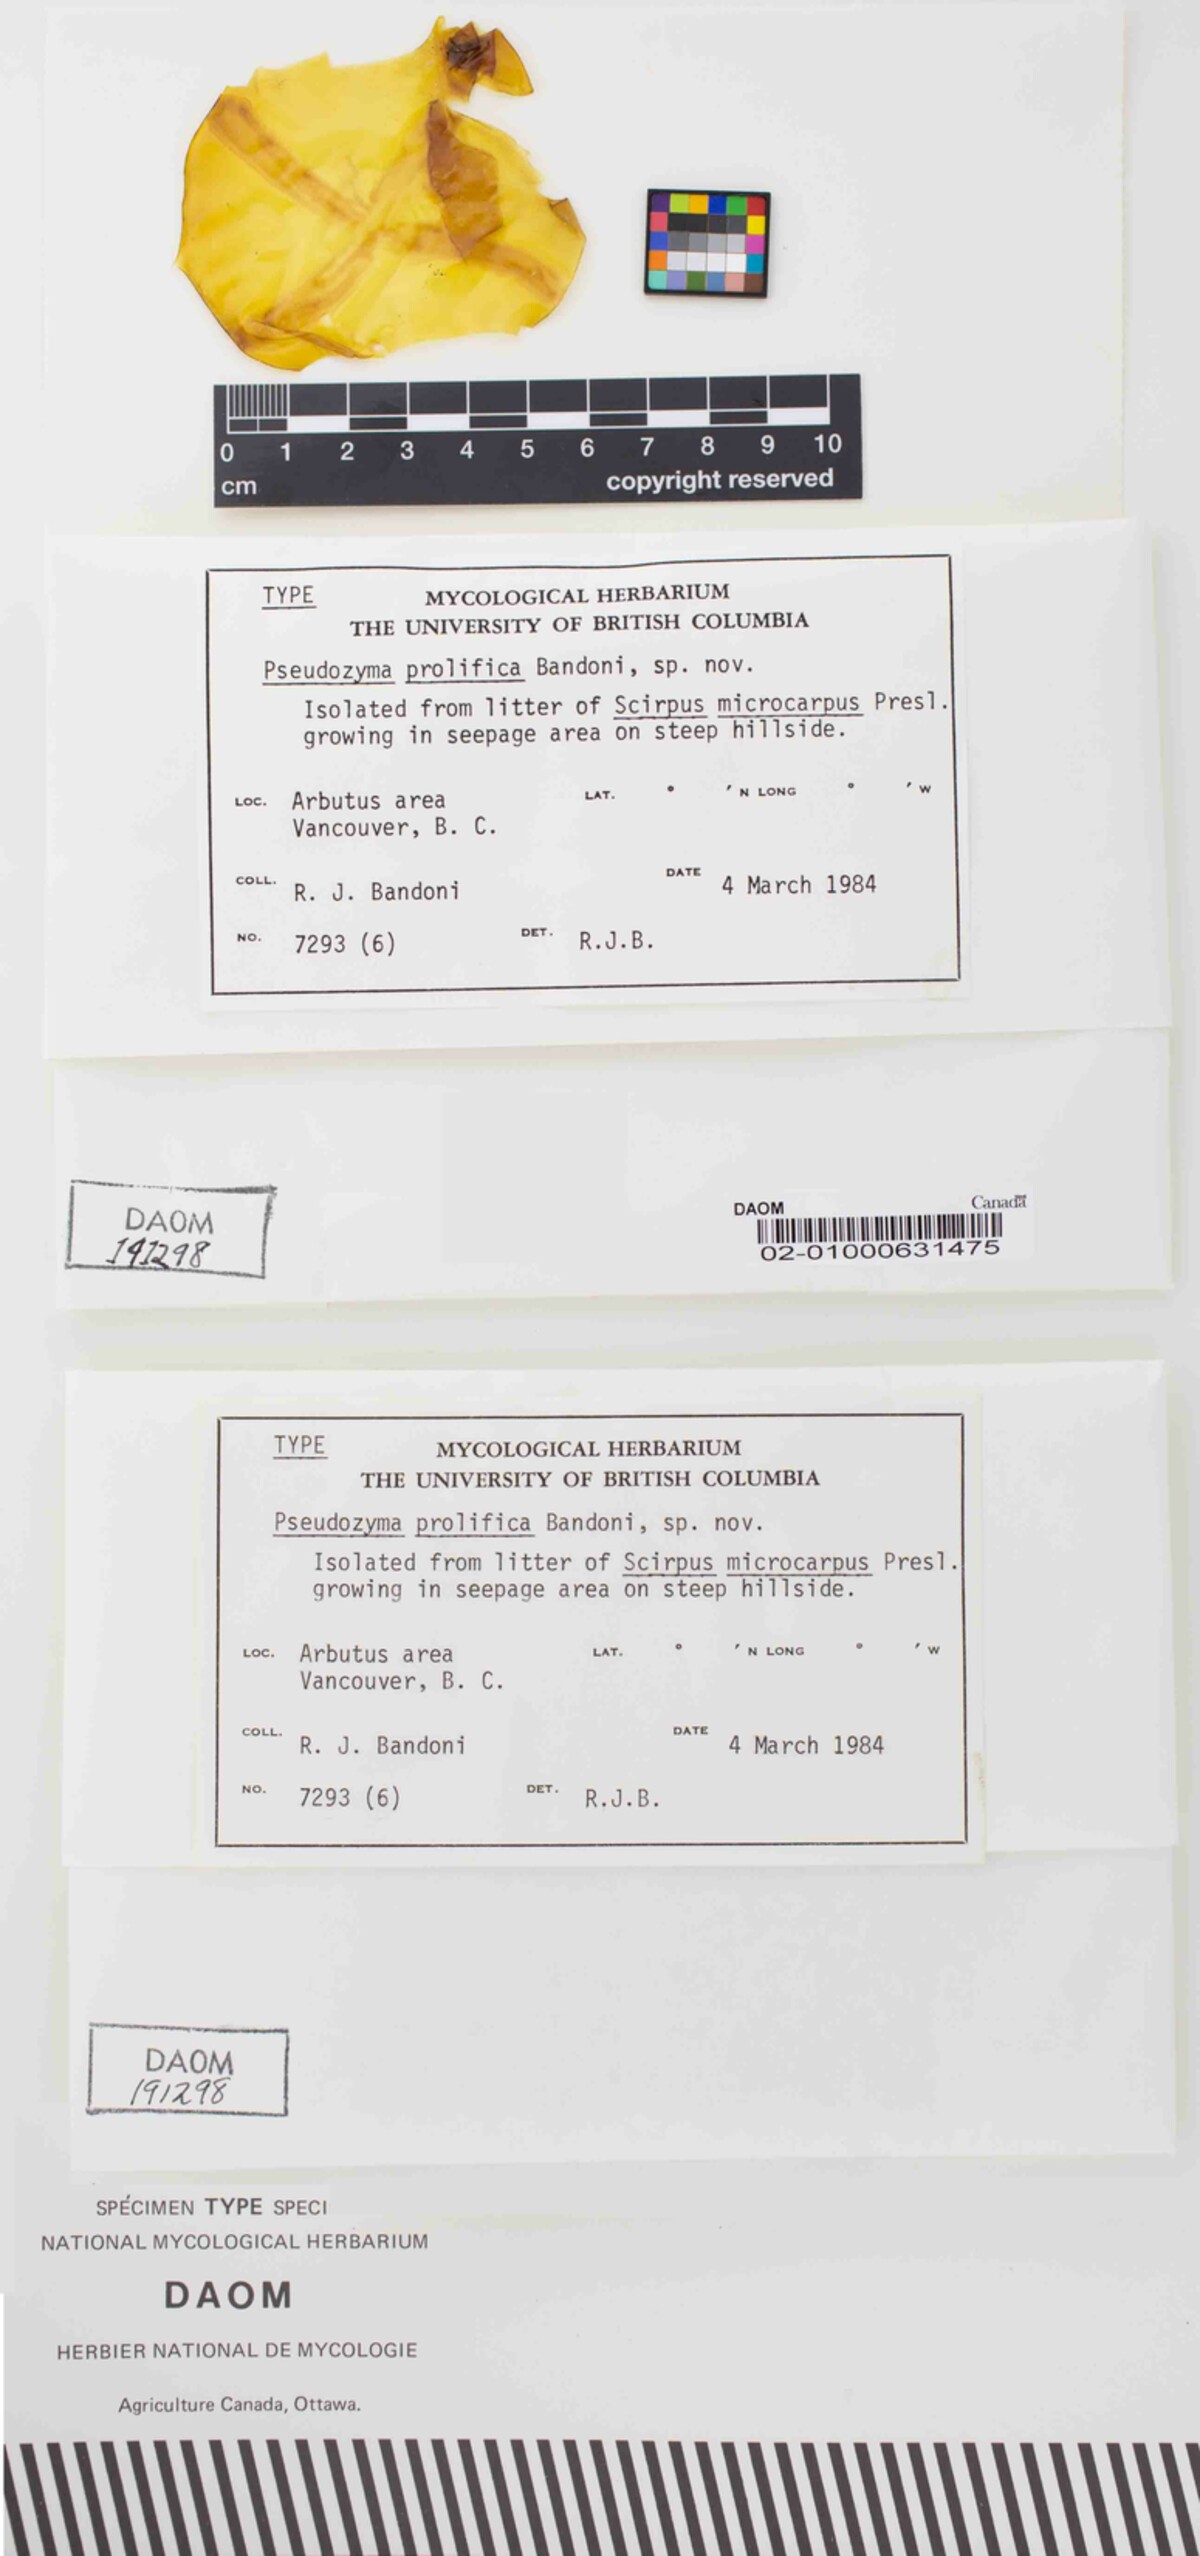 0 1 2 3 4 5 6 7 8 9 10
cm copyright reserved
TYPE MYCOLOGICAL HERBARIUM
THE UNIVERSITY OF BRITISH COLUMBIA
Pseudozyma prolifica Bandoni, sp. nov.
Isolated from litter of Scirpus microcarpus Presl.
growing in seepage area on steep hillside.
LOC. Arbutus area LAT. ° ′ N LONG ° ′ W
Vancouver, B. C.
COLL. R. J. Bandoni DATE 4 March 1984
NO. 7293 (6) DET. R.J.B.
DAOM
191298
DAOM Canada
02-01000631475
TYPE MYCOLOGICAL HERBARIUM
THE UNIVERSITY OF BRITISH COLUMBIA
Pseudozyma prolifica Bandoni, sp. nov.
Isolated from litter of Scirpus microcarpus Presl.
growing in seepage area on steep hillside.
LOC. Arbutus area LAT. ° ′ N LONG ° ′ W
Vancouver, B. C.
COLL. R. J. Bandoni DATE 4 March 1984
NO. 7293 (6) DET. R.J.B.
DAOM
191298
SPÉCIMEN TYPE SPECI
NATIONAL MYCOLOGICAL HERBARIUM
DAOM
HERBIER NATIONAL DE MYCOLOGIE
Agriculture Canada, Ottawa.